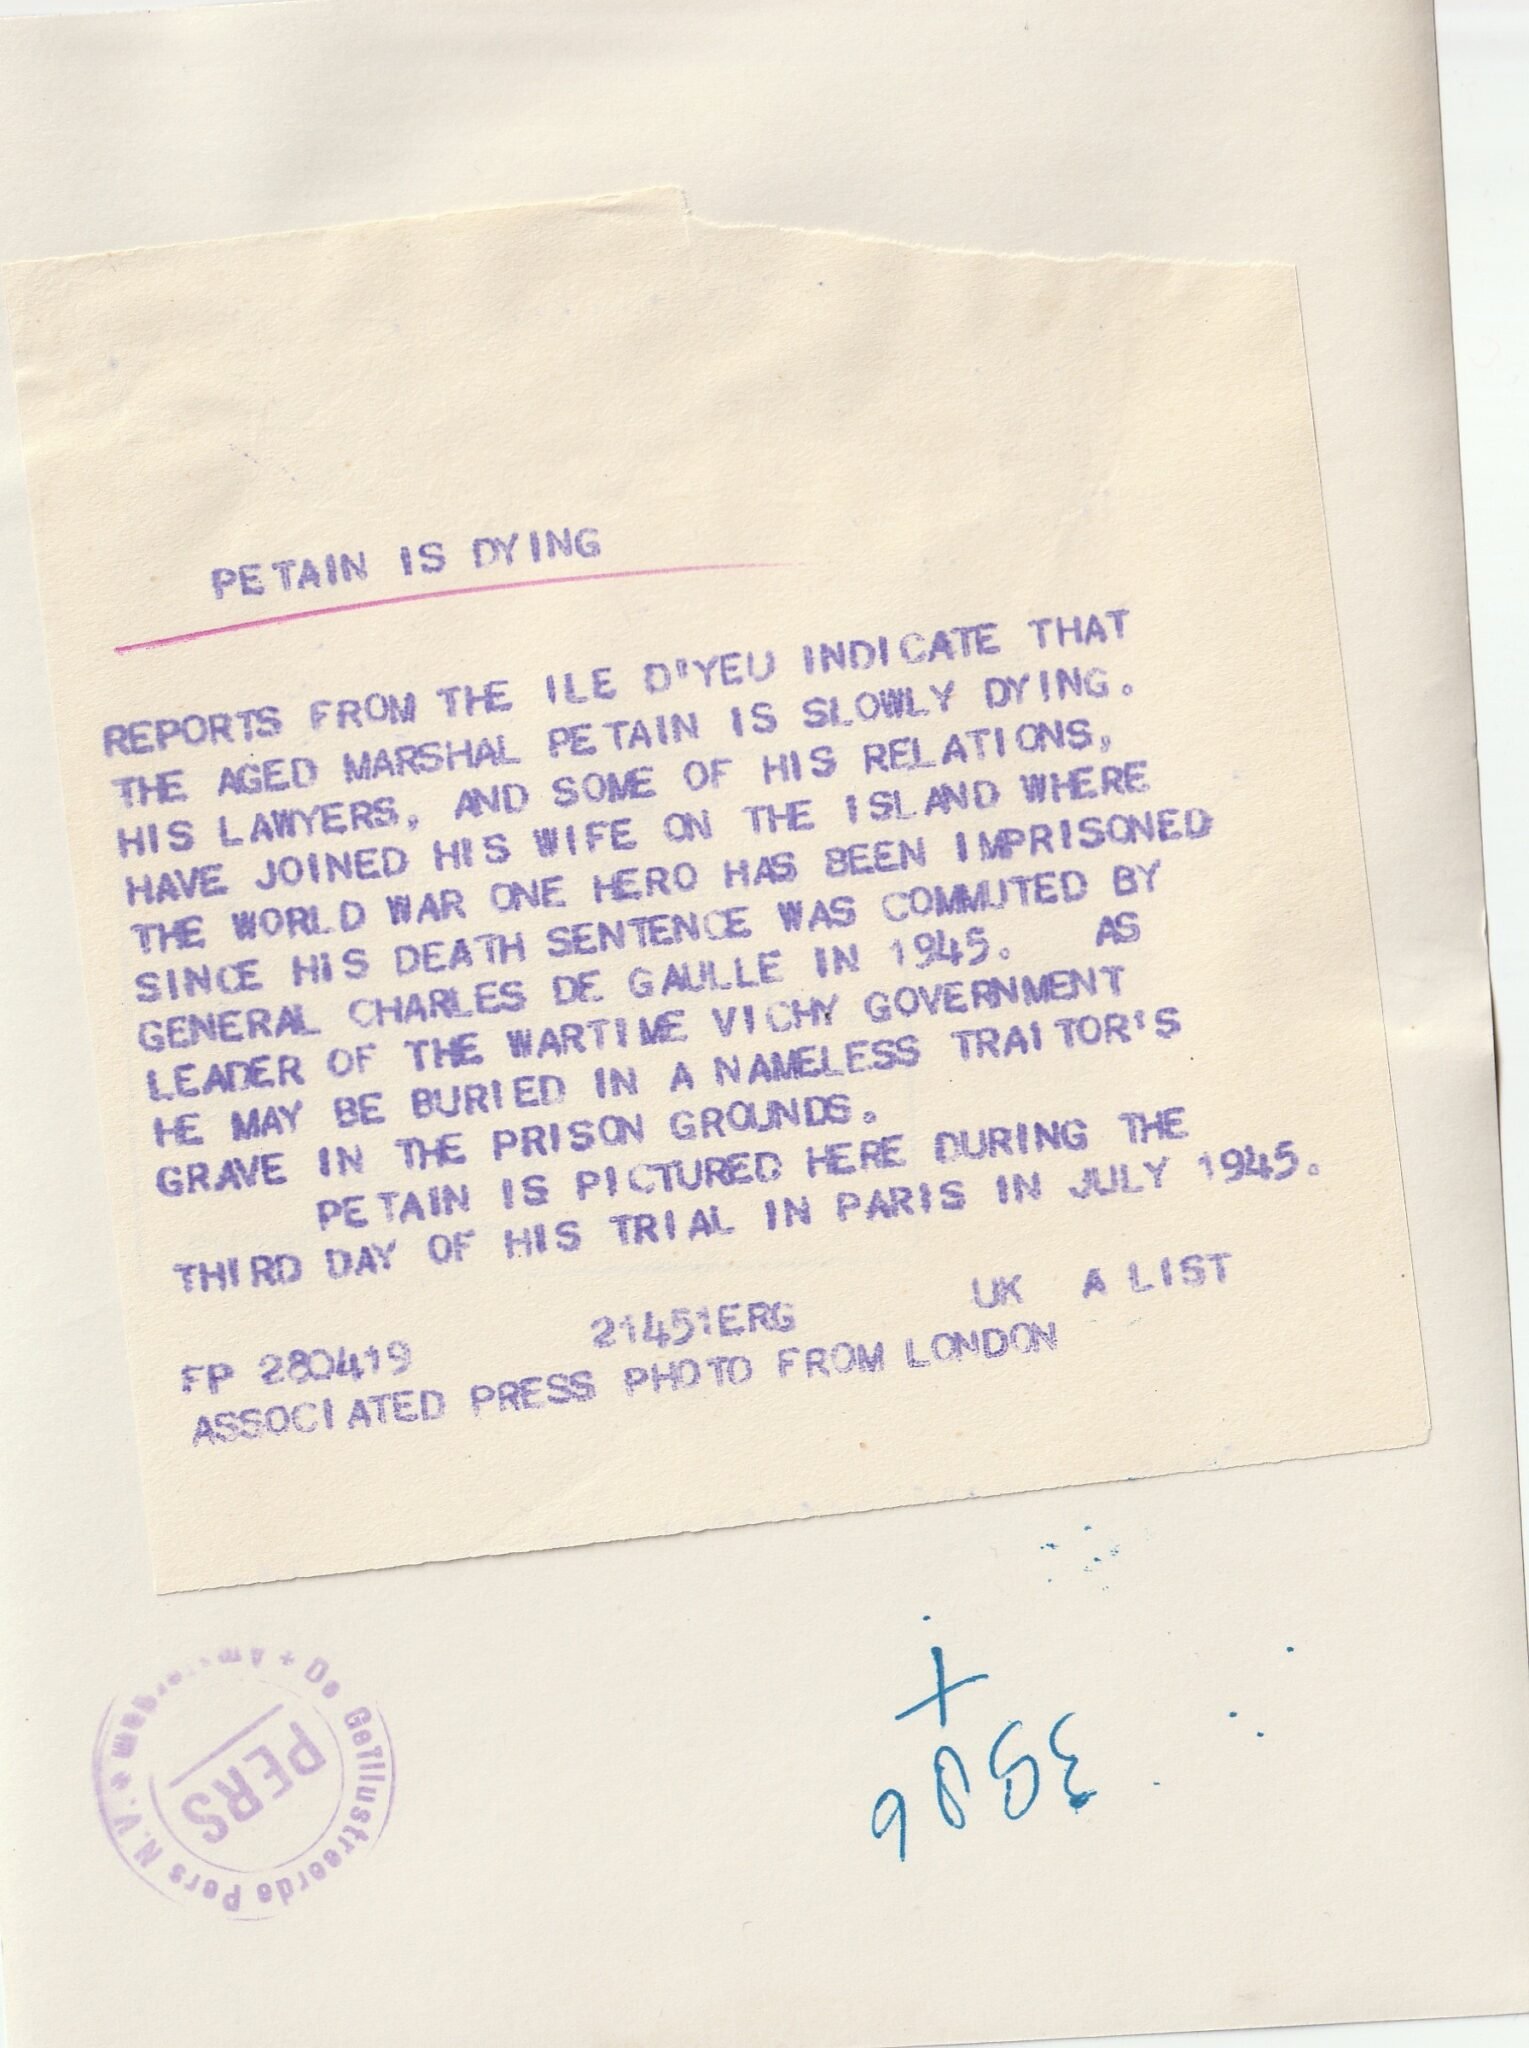 PETAIN IS DYING
REPORTS FROM THE ILE D"YEU INDICATE THAT
THE AGED MARSHAL PETAIN IS SLOWLY DYING.
HIS LAWYERS, AND SOME OF HIS RELATIONS,
HAVE JOINED HIS WIFE ON THE ISLAND WHERE
THE WORLD WAR ONE HERO HAS BEEN IMPRISONED
SINCE HIS DEATH SENTENCE WAS COMMUTED BY
GENERAL CHARLES DE GAULLE IN 1945. AS
LEADER OF THE WARTIME VICHY GOVERNMENT
HE MAY BE BURIED IN A NAMELESS TRAITOR'S
GRAVE IN THE PRISON GROUNDS.
PETAIN IS PICTURED HERE DURING THE
THIRD DAY OF HIS TRIAL IN PARIS IN JULY 1945.
FP 280419 21451ERG UK A LIST
ASSOCIATED PRESS PHOTO FROM LONDON
De Geïllustreerde Pers N.V.
PERS